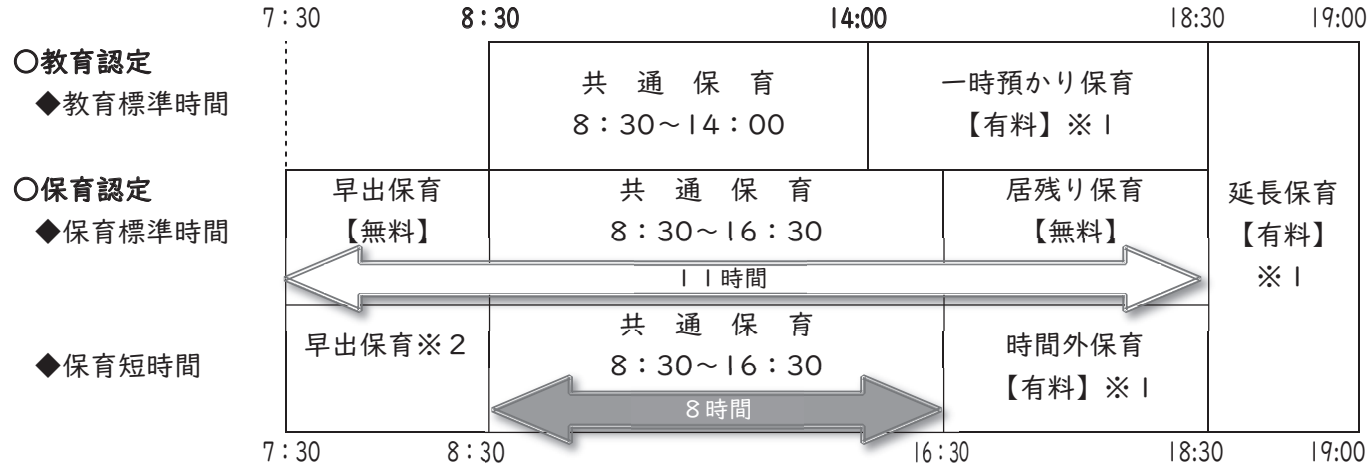 7:30 8:30 14:00 18:30 19:00
○教育認定
◆教育標準時間
共 通 保 育
8:30~14:00
一時預かり保育
【有料】※1
○保育認定
◆保育標準時間
早出保育
【無料】
共 通 保 育
8:30~16:30
居残り保育
【無料】
延長保育
【有料】
※1
11時間
◆保育短時間
早出保育※2
共 通 保 育
8:30~16:30
時間外保育
【有料】※1
8時間
7:30 8:30 16:30 18:30 19:00